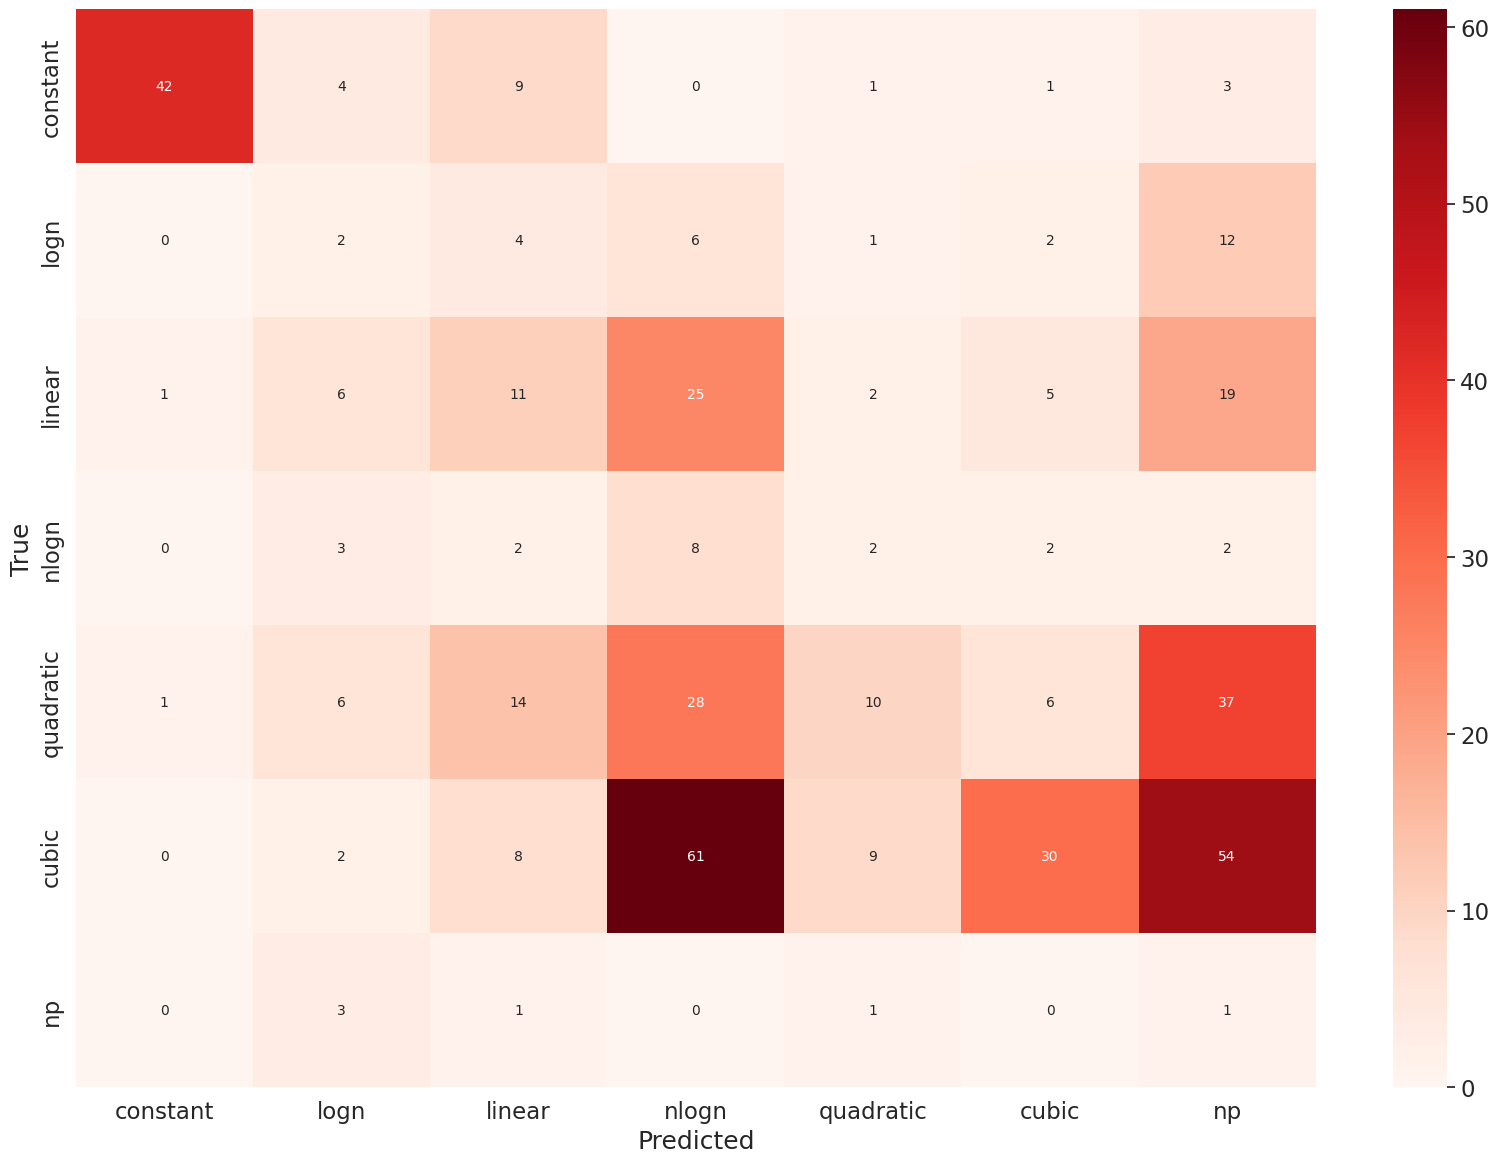 constant 42 4 9 0 1 1 3
logn 0 2 4 6 1 2 12
linear 1 6 11 25 2 5 19
nlogn 0 3 2 8 2 2 2
quadratic 1 6 14 28 10 6 37
cubic 0 2 8 61 9 30 54
np 0 3 1 0 1 0 1
True
constant logn linear nlogn quadratic cubic np
Predicted
60
50
40
30
20
10
0